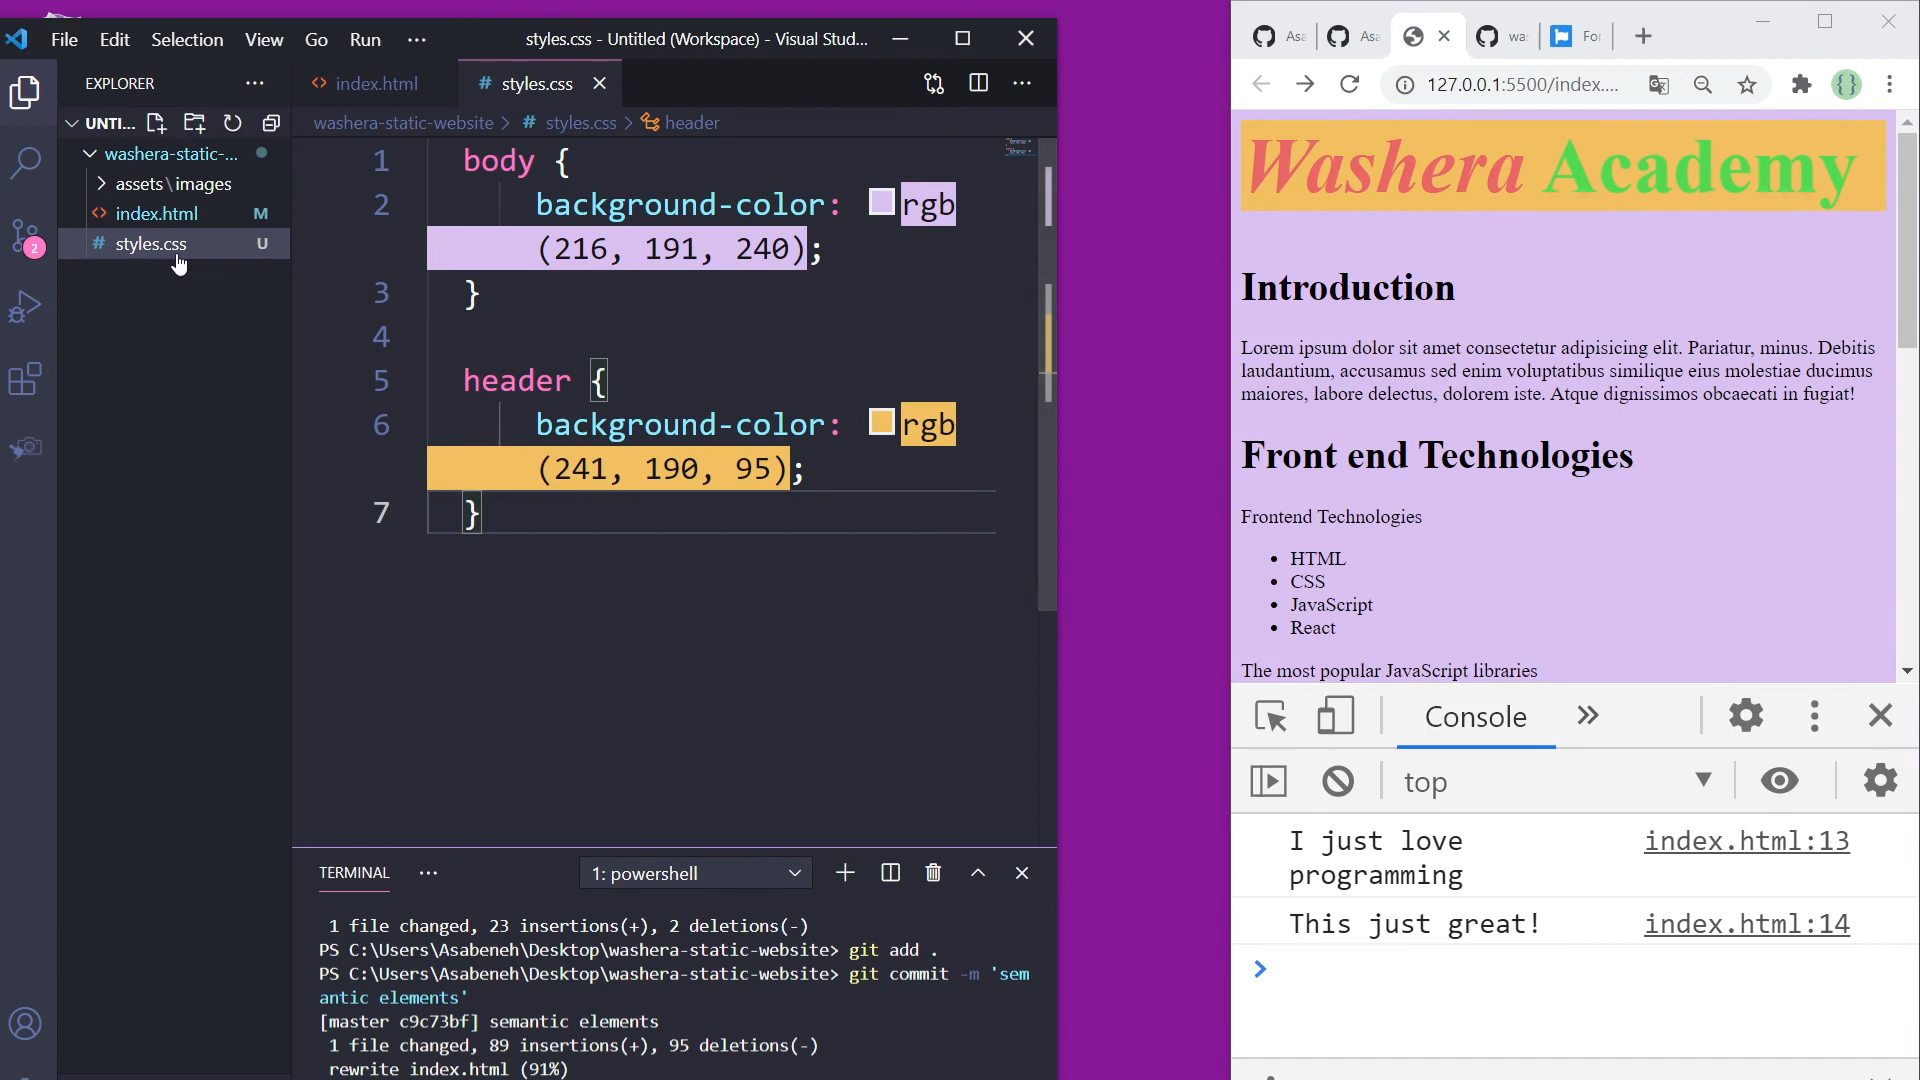 File Edit Selection View Go Run ···
styles.css - Untitled (Workspace) - Visual Stud...
EXPLORER
UNTI...
washera-static-...
assets\images
index.html M
styles.css U
2
index.html
styles.css
washera-static-website > # styles.css > header
1 body {
2 background-color: rgb
(216, 191, 240);
3 }
4
5 header {
6 background-color: rgb
(241, 190, 95);
7 }
TERMINAL ··· 1: powershell
1 file changed, 23 insertions(+), 2 deletions(-)
PS C:\Users\Asabeneh\Desktop\washera-static-website> git add .
PS C:\Users\Asabeneh\Desktop\washera-static-website> git commit -m 'sem
antic elements'
[master c9c73bf] semantic elements
1 file changed, 89 insertions(+), 95 deletions(-)
rewrite index.html (91%)
Asa Asa wa For
127.0.0.1:5500/index....
Washera Academy
Introduction
Lorem ipsum dolor sit amet consectetur adipisicing elit. Pariatur, minus. Debitis
laudantium, accusamus sed enim voluptatibus similique eius molestiae ducimus
maiores, labore delectus, dolorem iste. Atque dignissimos obcaecati in fugiat!
Front end Technologies
Frontend Technologies
• HTML
• CSS
• JavaScript
• React
The most popular JavaScript libraries
Console
top
I just love index.html:13
programming
This just great! index.html:14